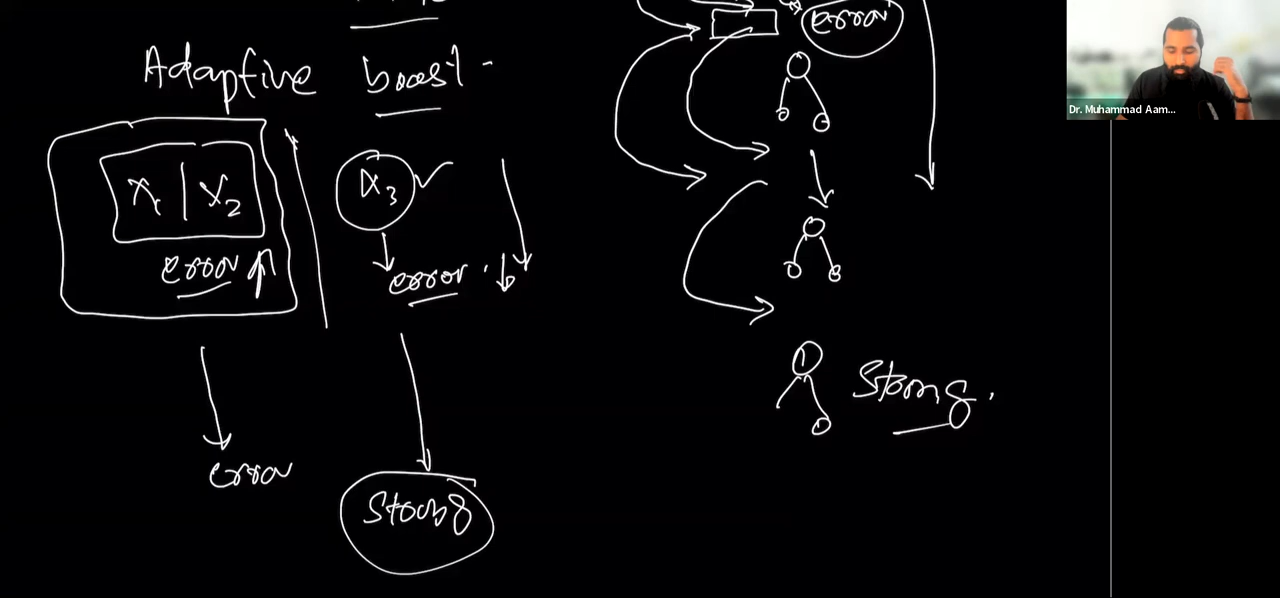 error
Dr. Muhammad Aam...
Adaptive boost
X1 | X2
X3
error
error
Strong.
error
Strong